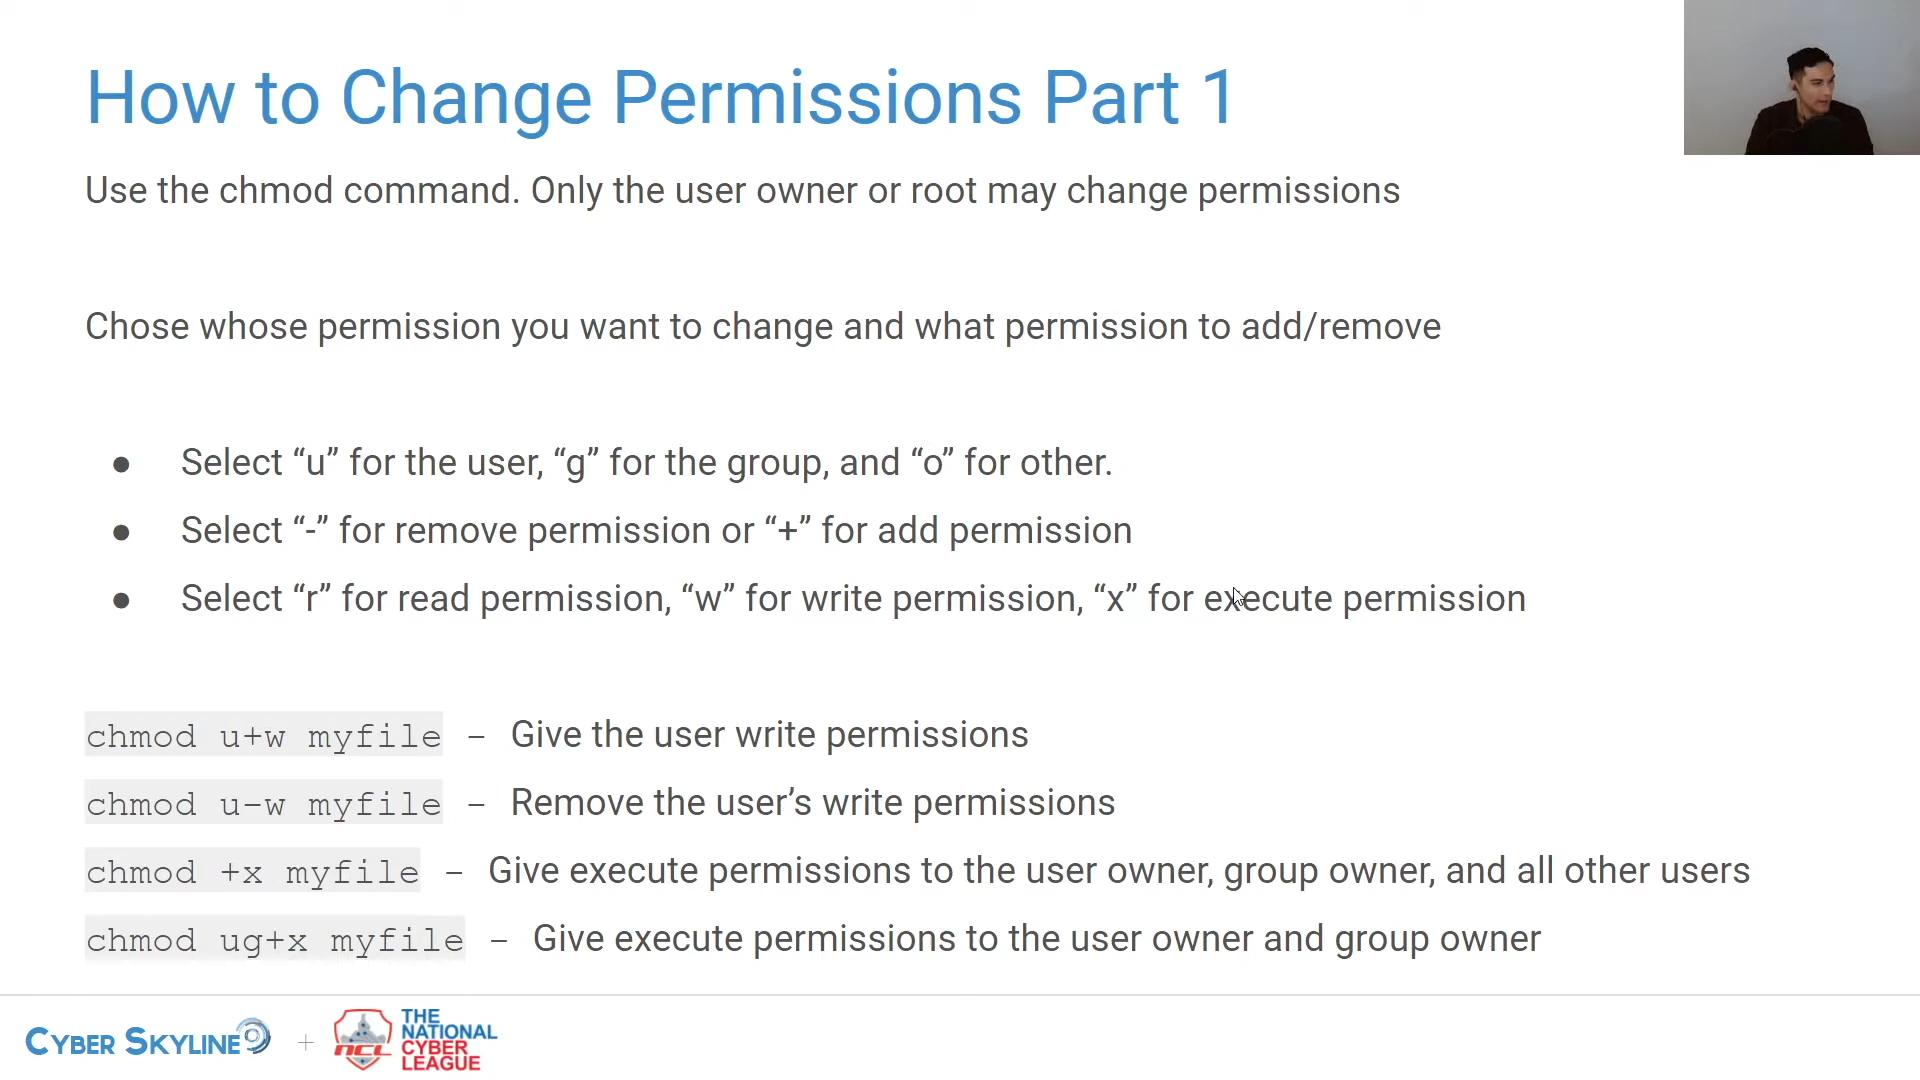 How to Change Permissions Part 1
Use the chmod command. Only the user owner or root may change permissions
Chose whose permission you want to change and what permission to add/remove
● Select “u” for the user, “g” for the group, and “o” for other.
● Select “-” for remove permission or “+” for add permission
● Select “r” for read permission, “w” for write permission, “x” for execute permission
chmod u+w myfile – Give the user write permissions
chmod u-w myfile – Remove the user’s write permissions
chmod +x myfile – Give execute permissions to the user owner, group owner, and all other users
chmod ug+x myfile – Give execute permissions to the user owner and group owner
CYBER SKYLINE + NCL THE
NATIONAL
CYBER
LEAGUE